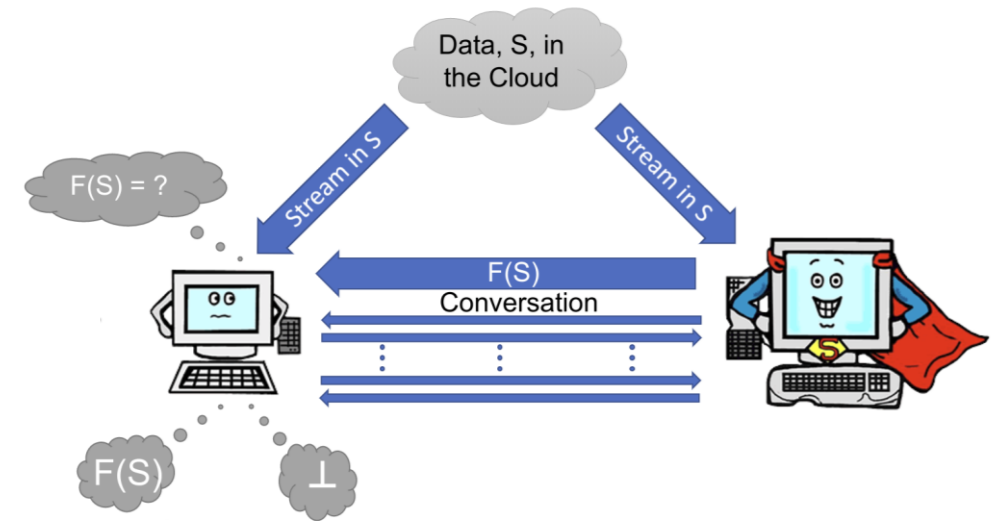 Data, S, in
the Cloud
Stream in S
Stream in S
F(S) = ?
F(S)
Conversation
S
F(S)
⊥